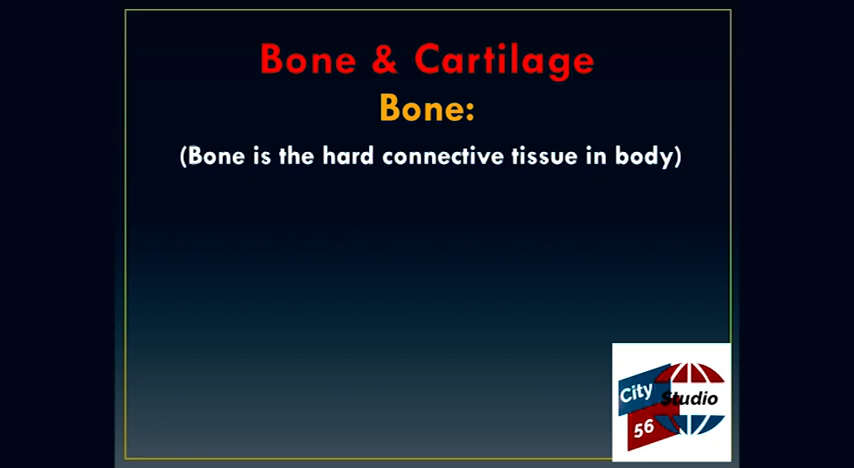 Bone & Cartilage
Bone:
(Bone is the hard connective tissue in body)
City
Studio
56